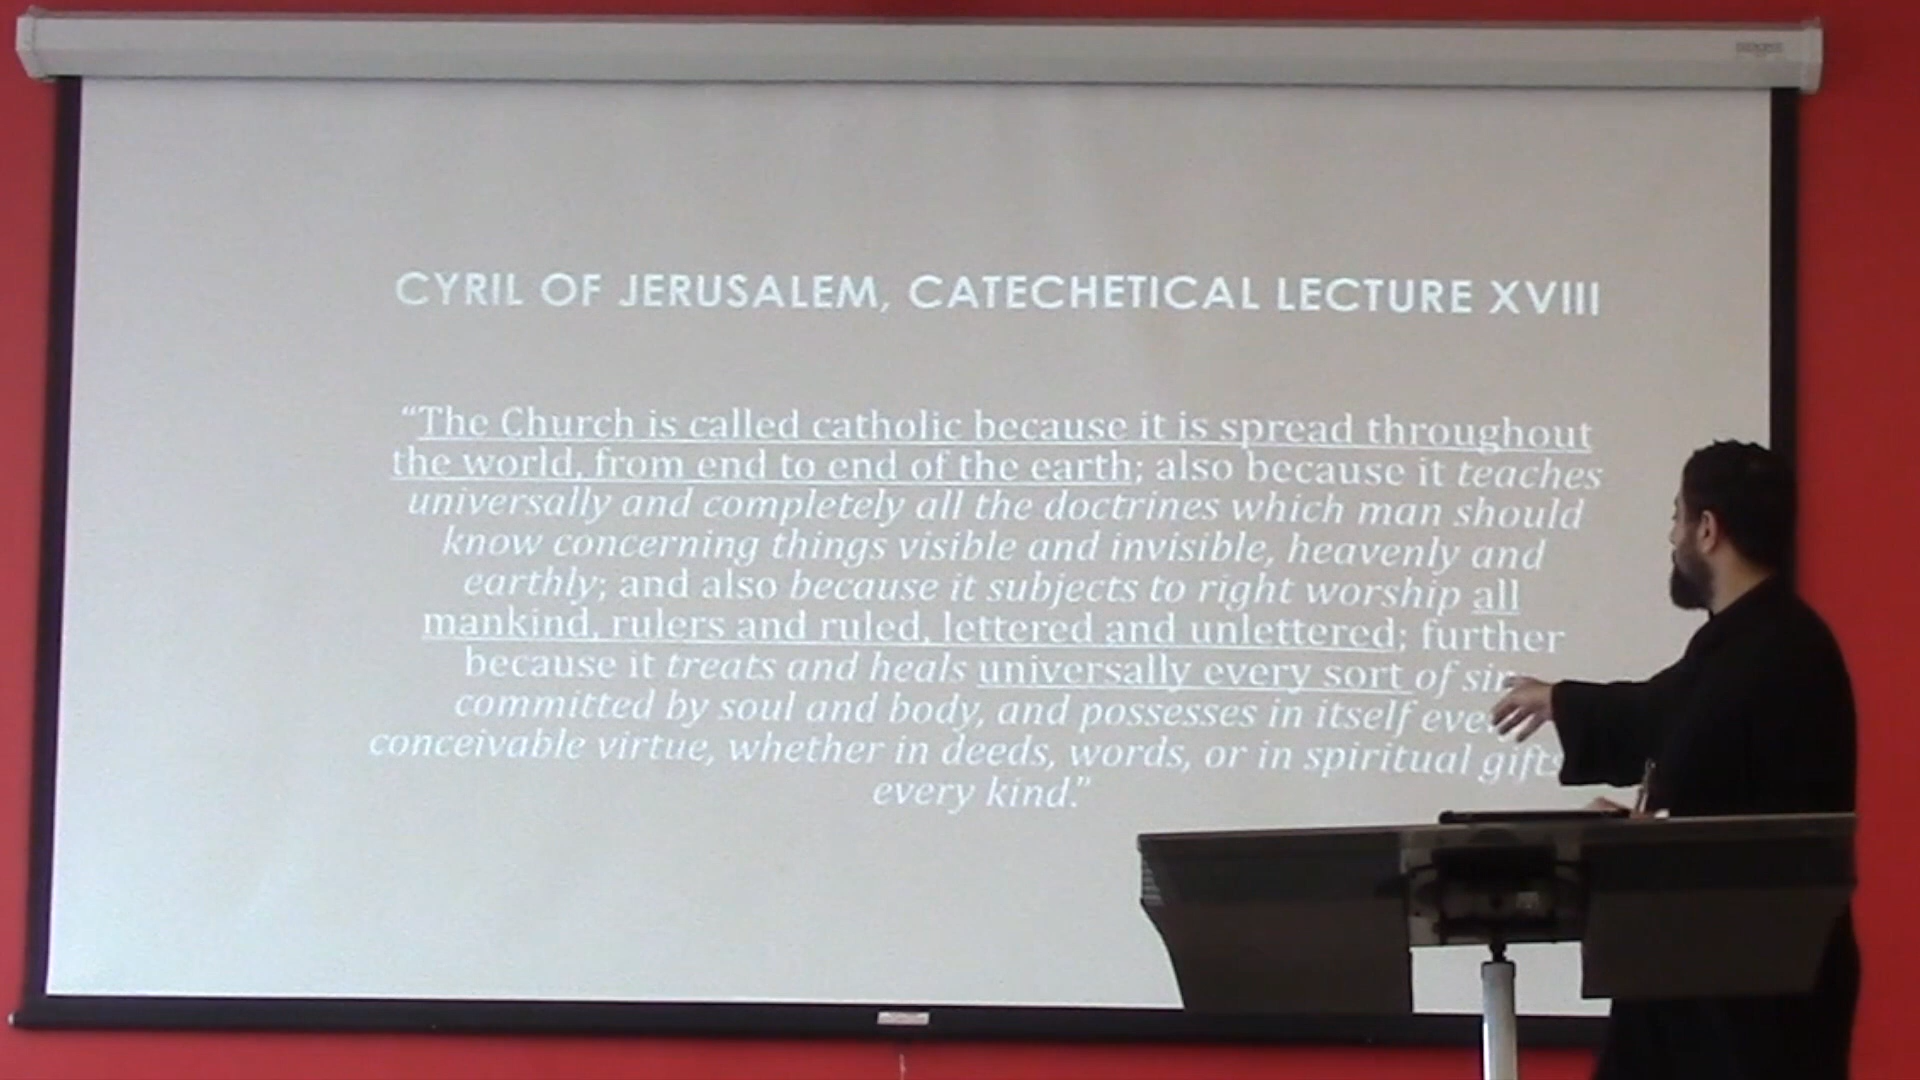 CYRIL OF JERUSALEM, CATECHETICAL LECTURE XVIII
“The Church is called catholic because it is spread throughout
the world, from end to end of the earth; also because it teaches
universally and completely all the doctrines which man should
know concerning things visible and invisible, heavenly and
earthly; and also because it subjects to right worship all
mankind, rulers and ruled, lettered and unlettered; further
because it treats and heals universally every sort of sin
committed by soul and body, and possesses in itself
conceivable virtue, whether in deeds, words, or in spiritual gifts
every kind.”